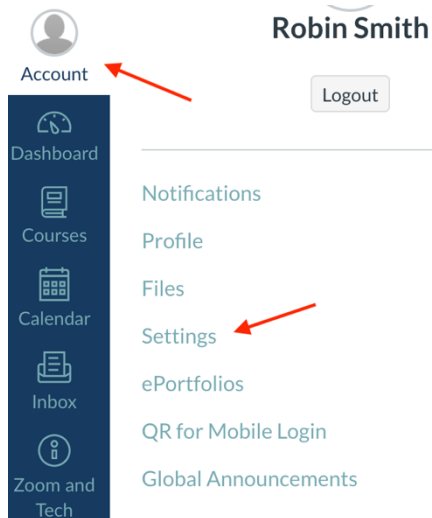 Account
Dashboard
Courses
Calendar
Inbox
Zoom and
Tech
Robin Smith
Logout
Notifications
Profile
Files
Settings
ePortfolios
QR for Mobile Login
Global Announcements